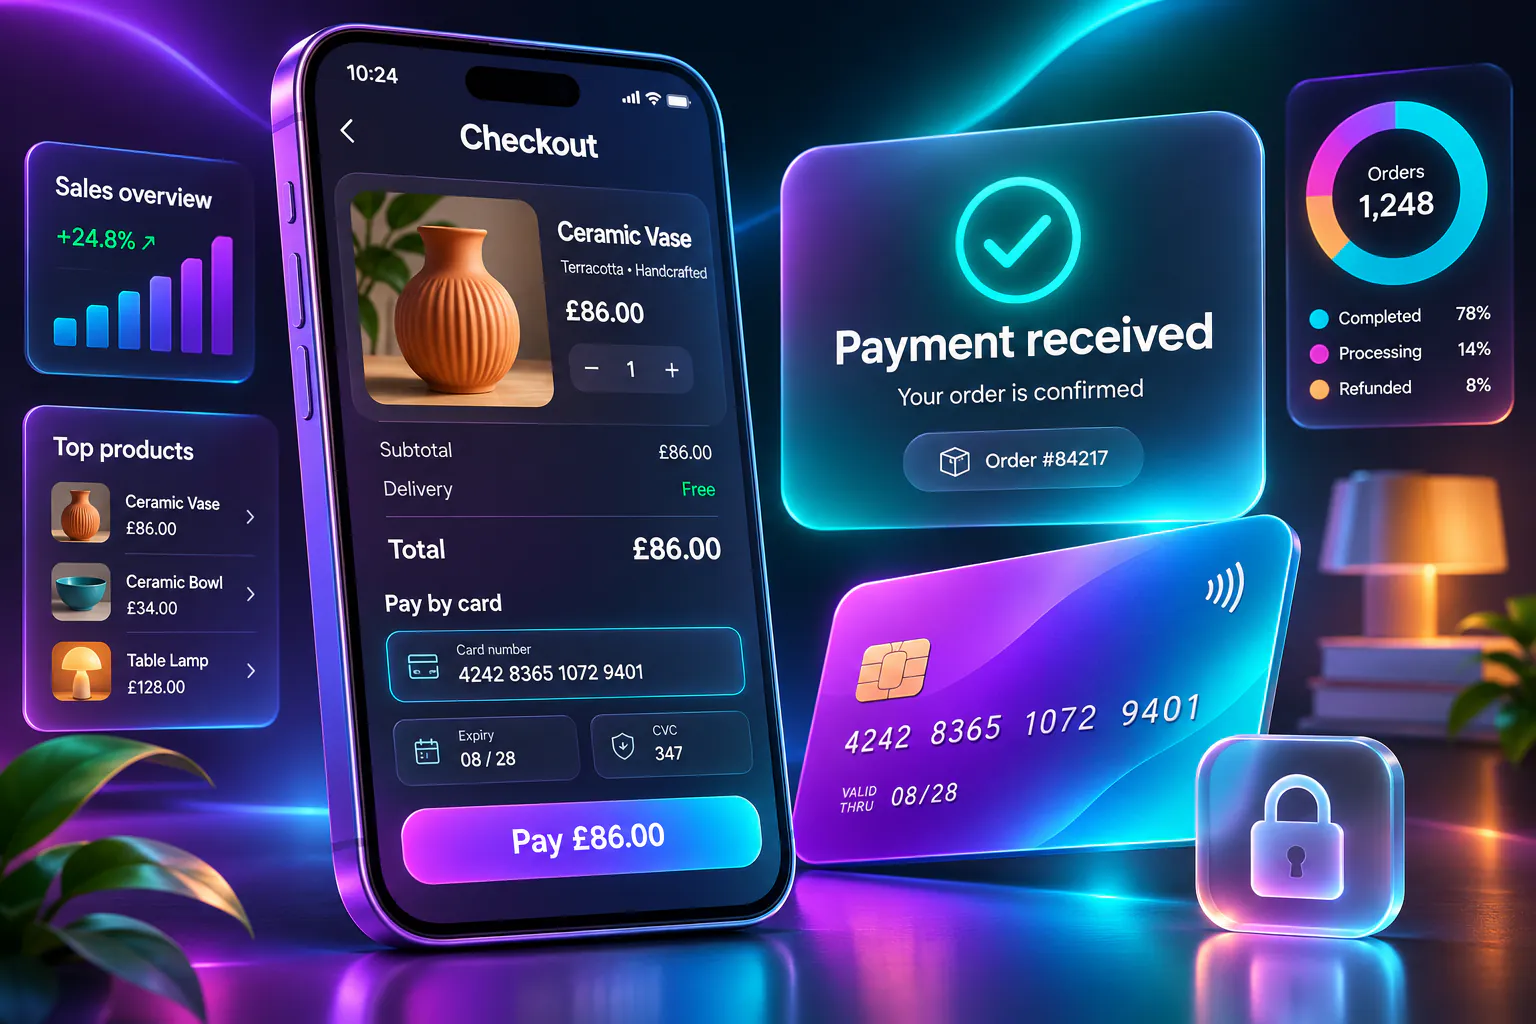 Sales overview
+24.8% ↗
Top products
Ceramic Vase
£86.00
Ceramic Bowl
£34.00
Table Lamp
£128.00
10:24
Checkout
Ceramic Vase
Terracotta • Handcrafted
£86.00
− 1 +
Subtotal £86.00
Delivery Free
Total £86.00
Pay by card
Card number
4242 8365 1072 9401
Expiry
08 / 28
CVC
347
Pay £86.00
Payment received
Your order is confirmed
Order #84217
4242 8365 1072 9401
VALID
THRU 08/28
Orders
1,248
Completed 78%
Processing 14%
Refunded 8%